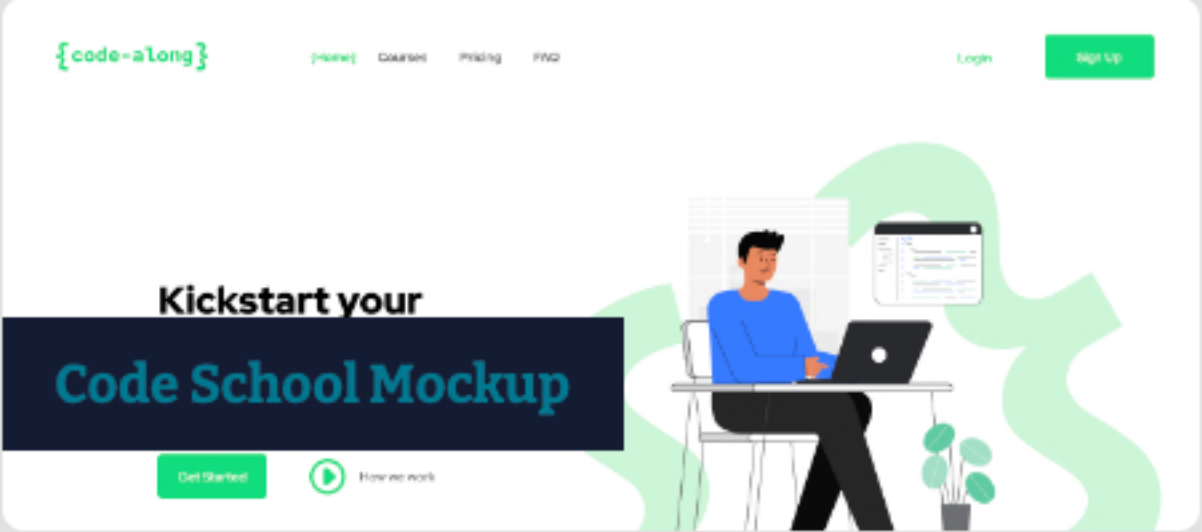 {code-along}
{Home} Courses Pricing FAQ Login Sign Up
Kickstart your
Code School Mockup
Get Started How we work